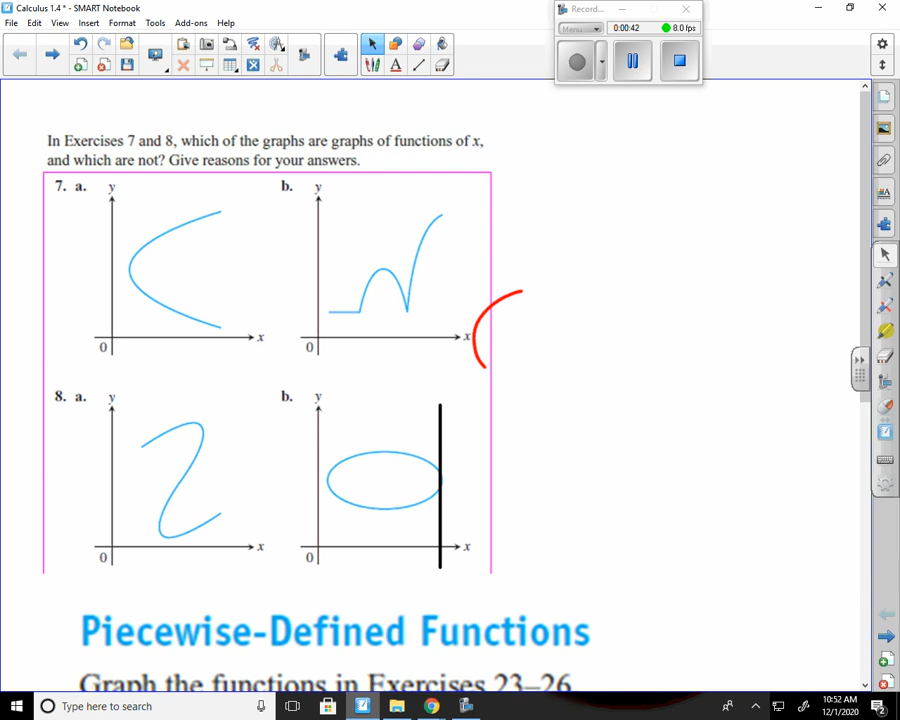 Calculus 1.4 * - SMART Notebook
File Edit View Insert Format Tools Add-ons Help
Record...
Menu 0:00:42 8.0 fps
In Exercises 7 and 8, which of the graphs are graphs of functions of x,
and which are not? Give reasons for your answers.
7. a. y b. y
0 x 0 x
8. a. y b. y
0 x 0 x
Piecewise-Defined Functions
Graph the functions in Exercises 23–26
Type here to search
10:52 AM
12/1/2020
2